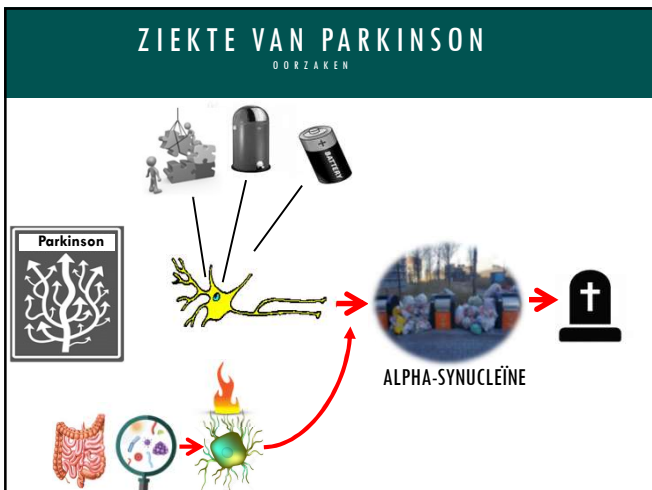 ZIEKTE VAN PARKINSON
OORZAKEN
BATTERY
Parkinson
ALPHA-SYNUCLEÏNE